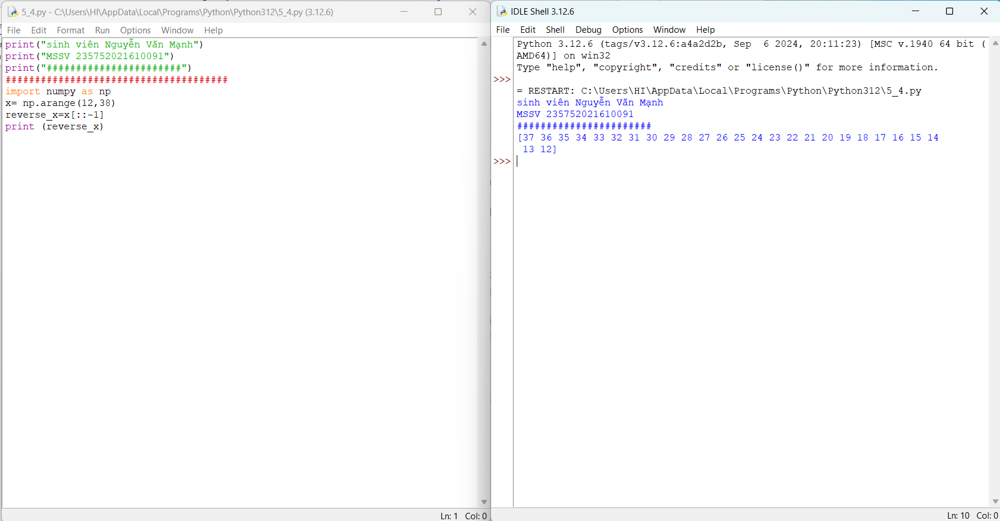 5_4.py - C:\Users\HI\AppData\Local\Programs\Python\Python312\5_4.py (3.12.6)
File Edit Format Run Options Window Help
print("sinh viên Nguyễn Văn Mạnh")
print("MSSV 235752021610091")
print("#######################")
######################################
import numpy as np
x= np.arange(12,38)
reverse_x=x[::-1]
print (reverse_x)
Ln: 1 Col: 0
IDLE Shell 3.12.6
File Edit Shell Debug Options Window Help
Python 3.12.6 (tags/v3.12.6:a4a2d2b, Sep  6 2024, 20:11:23) [MSC v.1940 64 bit (
AMD64)] on win32
Type "help", "copyright", "credits" or "license()" for more information.
>>>
= RESTART: C:\Users\HI\AppData\Local\Programs\Python\Python312\5_4.py
sinh viên Nguyễn Văn Mạnh
MSSV 235752021610091
#######################
[37 36 35 34 33 32 31 30 29 28 27 26 25 24 23 22 21 20 19 18 17 16 15 14
 13 12]
>>>
Ln: 10 Col: 0